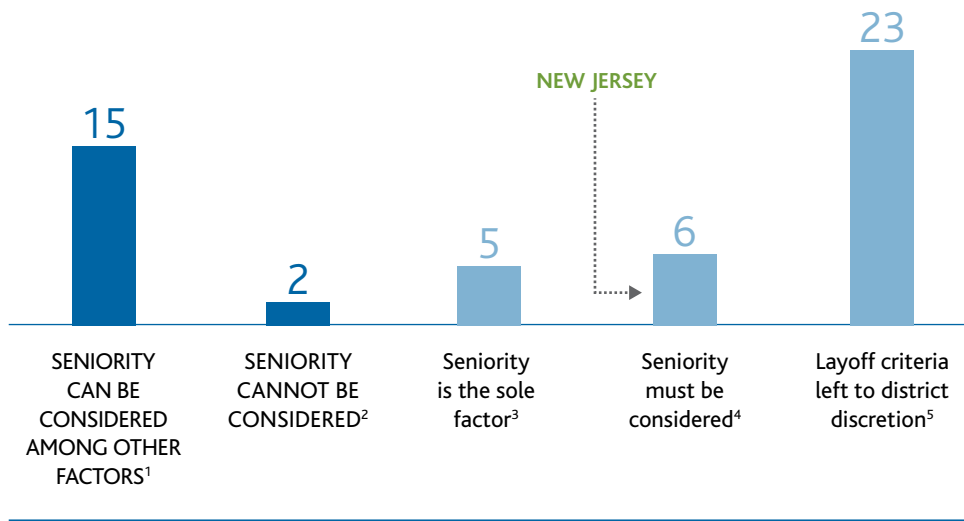 23
NEW JERSEY
15
5
6
2
SENIORITY
CAN BE
CONSIDERED
AMONG OTHER
FACTORS¹
SENIORITY
CANNOT BE
CONSIDERED²
Seniority
is the sole
factor³
Seniority
must be
considered⁴
Layoff criteria
left to district
discretion⁵